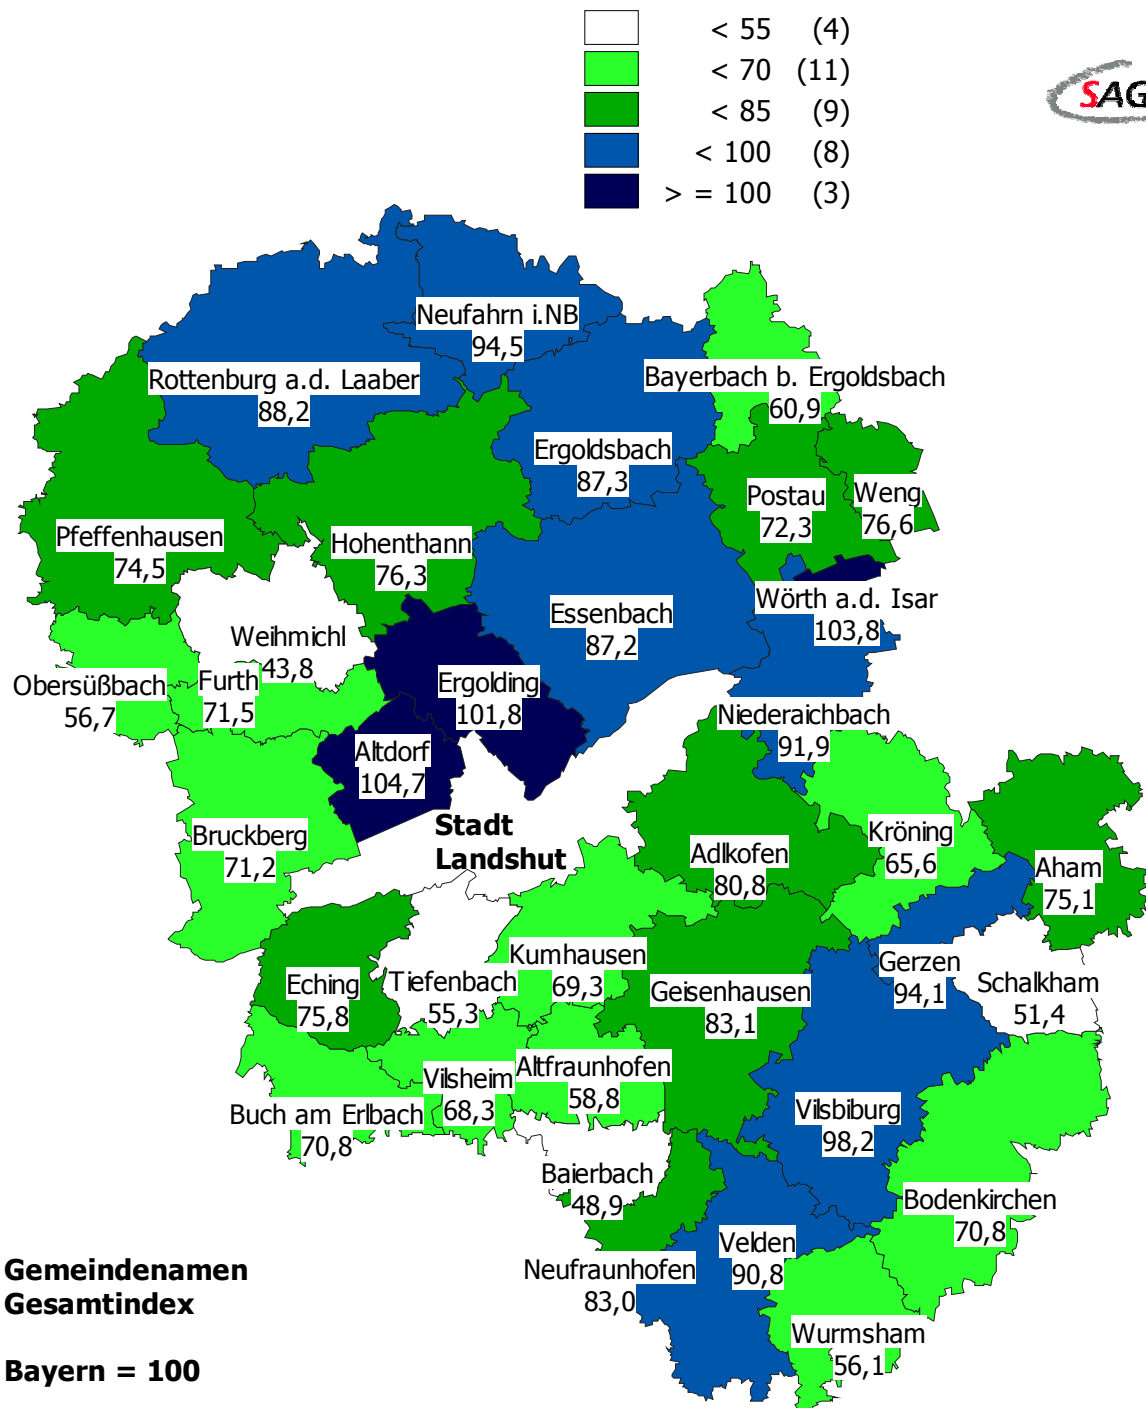 < 55 (4)
< 70 (11)
< 85 (9)
< 100 (8)
> = 100 (3)
SAG
Neufahrn i.NB
94,5
Rottenburg a.d. Laaber
88,2
Bayerbach b. Ergoldsbach
60,9
Ergoldsbach
87,3
Postau
72,3
Weng
76,6
Pfeffenhausen
74,5
Hohenthann
76,3
Wörth a.d. Isar
103,8
Essenbach
87,2
Weihmichl
43,8
Obersüßbach
56,7
Furth
71,5
Ergolding
101,8
Niederaichbach
91,9
Altdorf
104,7
Stadt
Landshut
Bruckberg
71,2
Kröning
65,6
Adlkofen
80,8
Aham
75,1
Kumhausen
69,3
Gerzen
94,1
Eching
75,8
Tiefenbach
55,3
Geisenhausen
83,1
Schalkham
51,4
Altfraunhofen
58,8
Vilsheim
68,3
Buch am Erlbach
70,8
Vilsbiburg
98,2
Baierbach
48,9
Bodenkirchen
70,8
Velden
90,8
Neufraunhofen
83,0
Wurmsham
56,1
Gemeindenamen
Gesamtindex
Bayern = 100